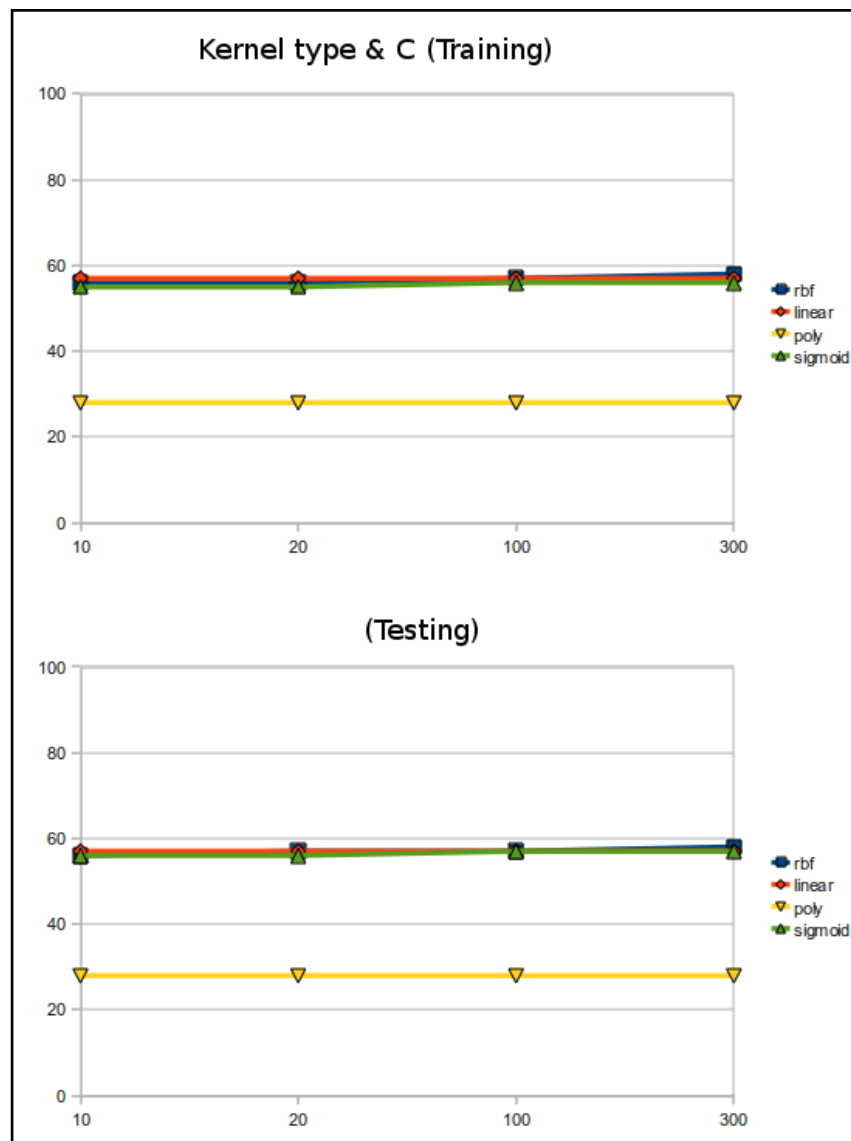 Kernel type & C (Training)
100
80
60
40
20
0
10 20 100 300
rbf
linear
poly
sigmoid
(Testing)
100
80
60
40
20
0
10 20 100 300
rbf
linear
poly
sigmoid